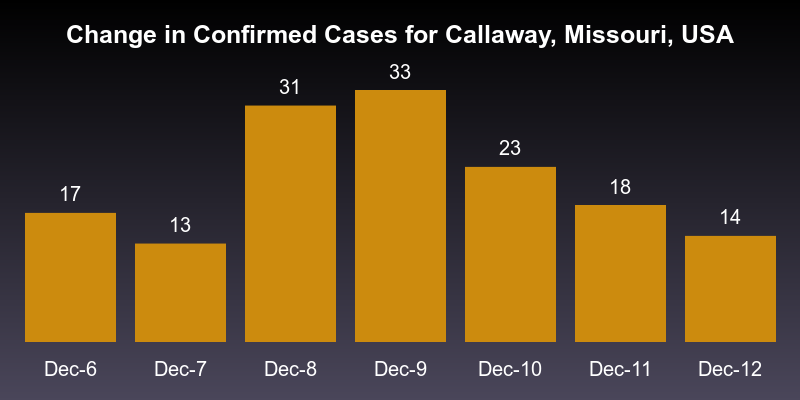 Change in Confirmed Cases for Callaway, Missouri, USA
17
13
31
33
23
18
14
Dec-6
Dec-7
Dec-8
Dec-9
Dec-10
Dec-11
Dec-12